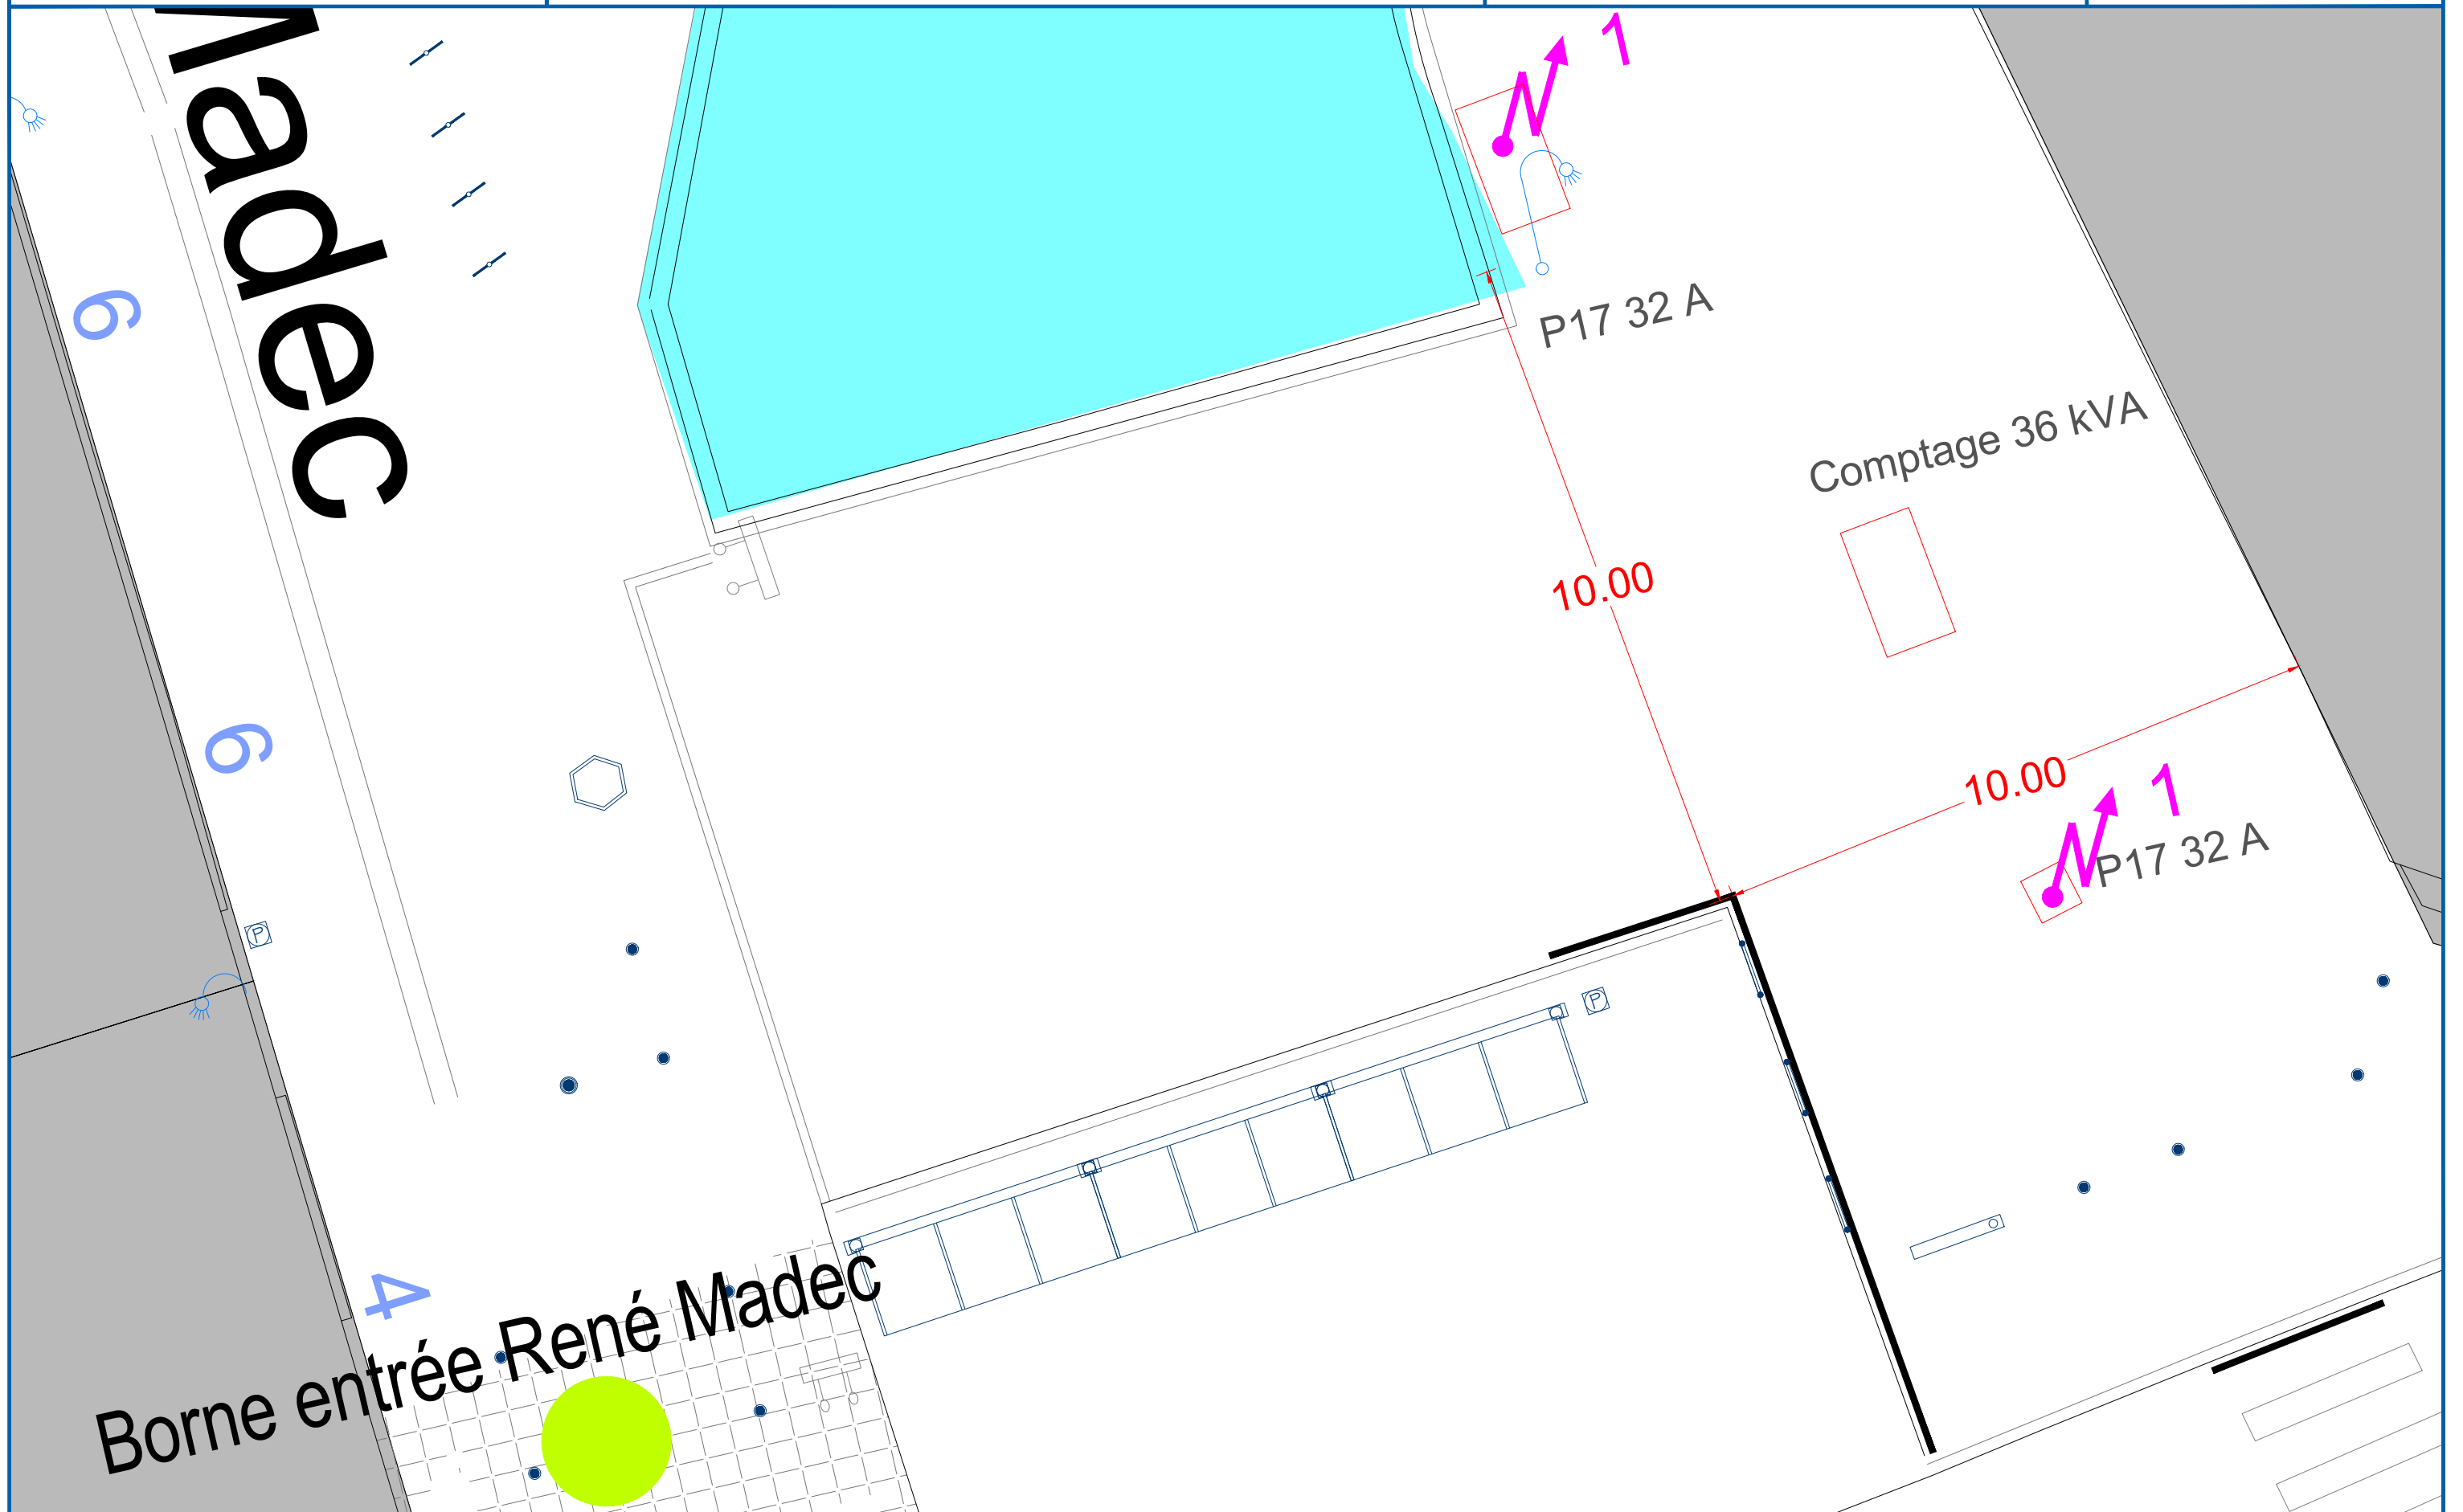 Madec
1
6
P17 32 A
Comptage 36 kVA
10.00
6
10.00
1
P17 32 A
P
P
4
Borne entrée René Madec